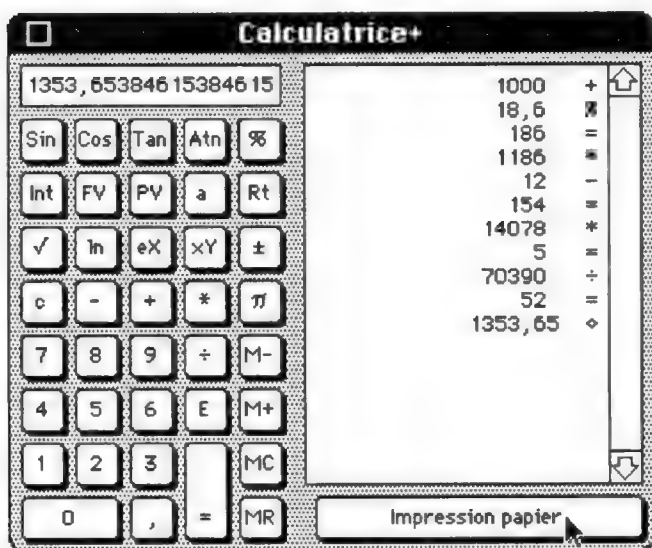 Calculatrice+
1353,65384615384615
Sin Cos Tan Atn %
Int FV PV a Rt
√ ln eX xY ±
c - + * π
7 8 9 ÷ M-
4 5 6 E M+
1 2 3 = MC
0 , MR
1000 +
18,6 %
186 =
1186 *
12 -
154 =
14078 *
5 =
70390 ÷
52 =
1353,65 ◇
Impression papier